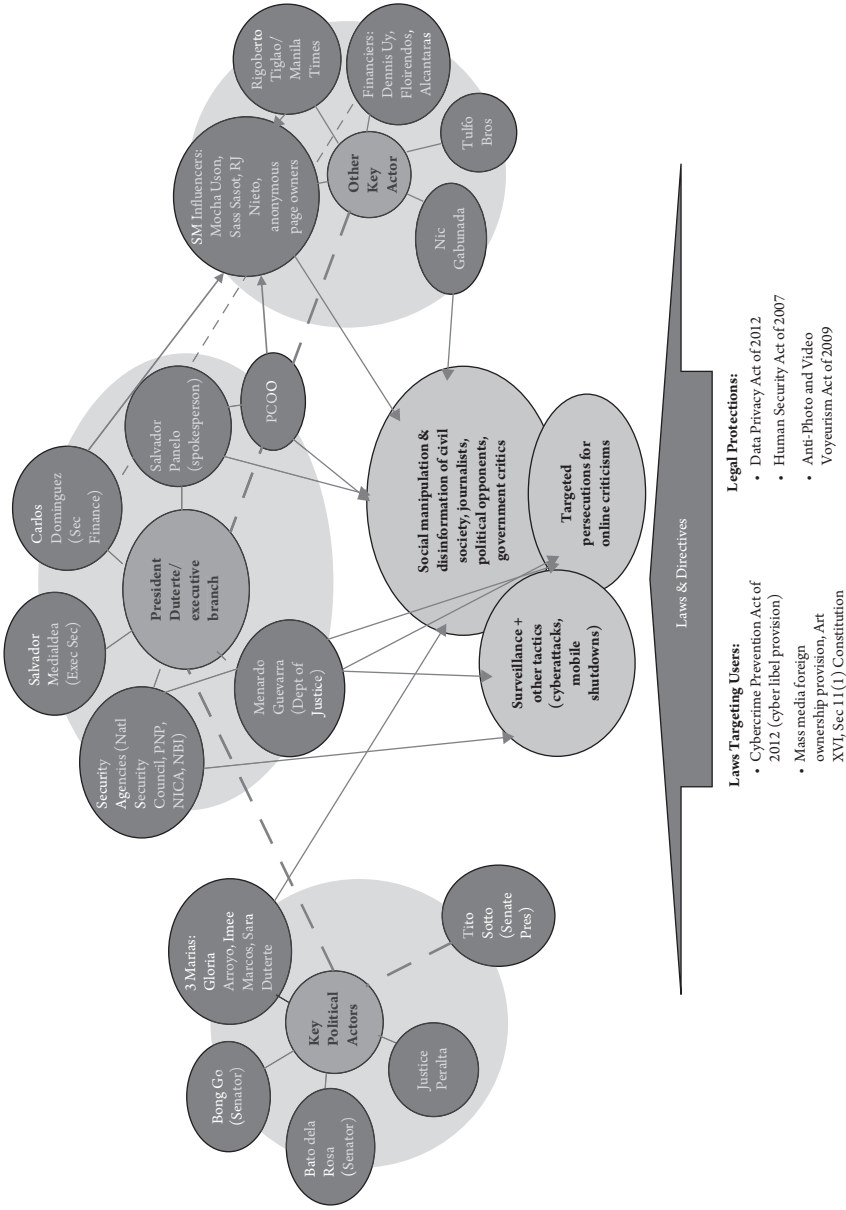 3 Marias:
Gloria
Arroyo, Imee
Marcos, Sara
Duterte
Bong Go
(Senator)
Bato dela
Rosa
(Senator)
Key
Political
Actors
Justice
Peralta
Tito
Sotto
(Senate
Pres)
Salvador
Medialdea
(Exec Sec)
Carlos
Dominguez
(Sec
Finance)
Security
Agencies (Natl
Security
Council, PNP,
NICA, NBI)
President
Duterte/
executive
branch
Salvador
Panelo
(spokesperson)
Menardo
Guevarra
(Dept of
Justice)
PCOO
SM Influencers:
Mocha Uson,
Sass Sasot, RJ
Nieto,
anonymous
page owners
Rigoberto
Tiglao/
Manila
Times
Financiers:
Dennis Uy,
Floirendos,
Alcantaras
Other
Key
Actor
Nic
Gabunada
Tulfo
Bros
Social manipulation &
disinformation of civil
society, journalists,
political opponents,
government critics
Surveillance +
other tactics
(cyberattacks,
mobile
shutdowns)
Targeted
persecutions for
online criticisms
Laws & Directives
Laws Targeting Users:
• Cybercrime Prevention Act of
2012 (cyber libel provision)
• Mass media foreign
ownership provision, Art
XVI, Sec 11(1) Constitution
Legal Protections:
• Data Privacy Act of 2012
• Human Security Act of 2007
• Anti-Photo and Video
Voyeurism Act of 2009